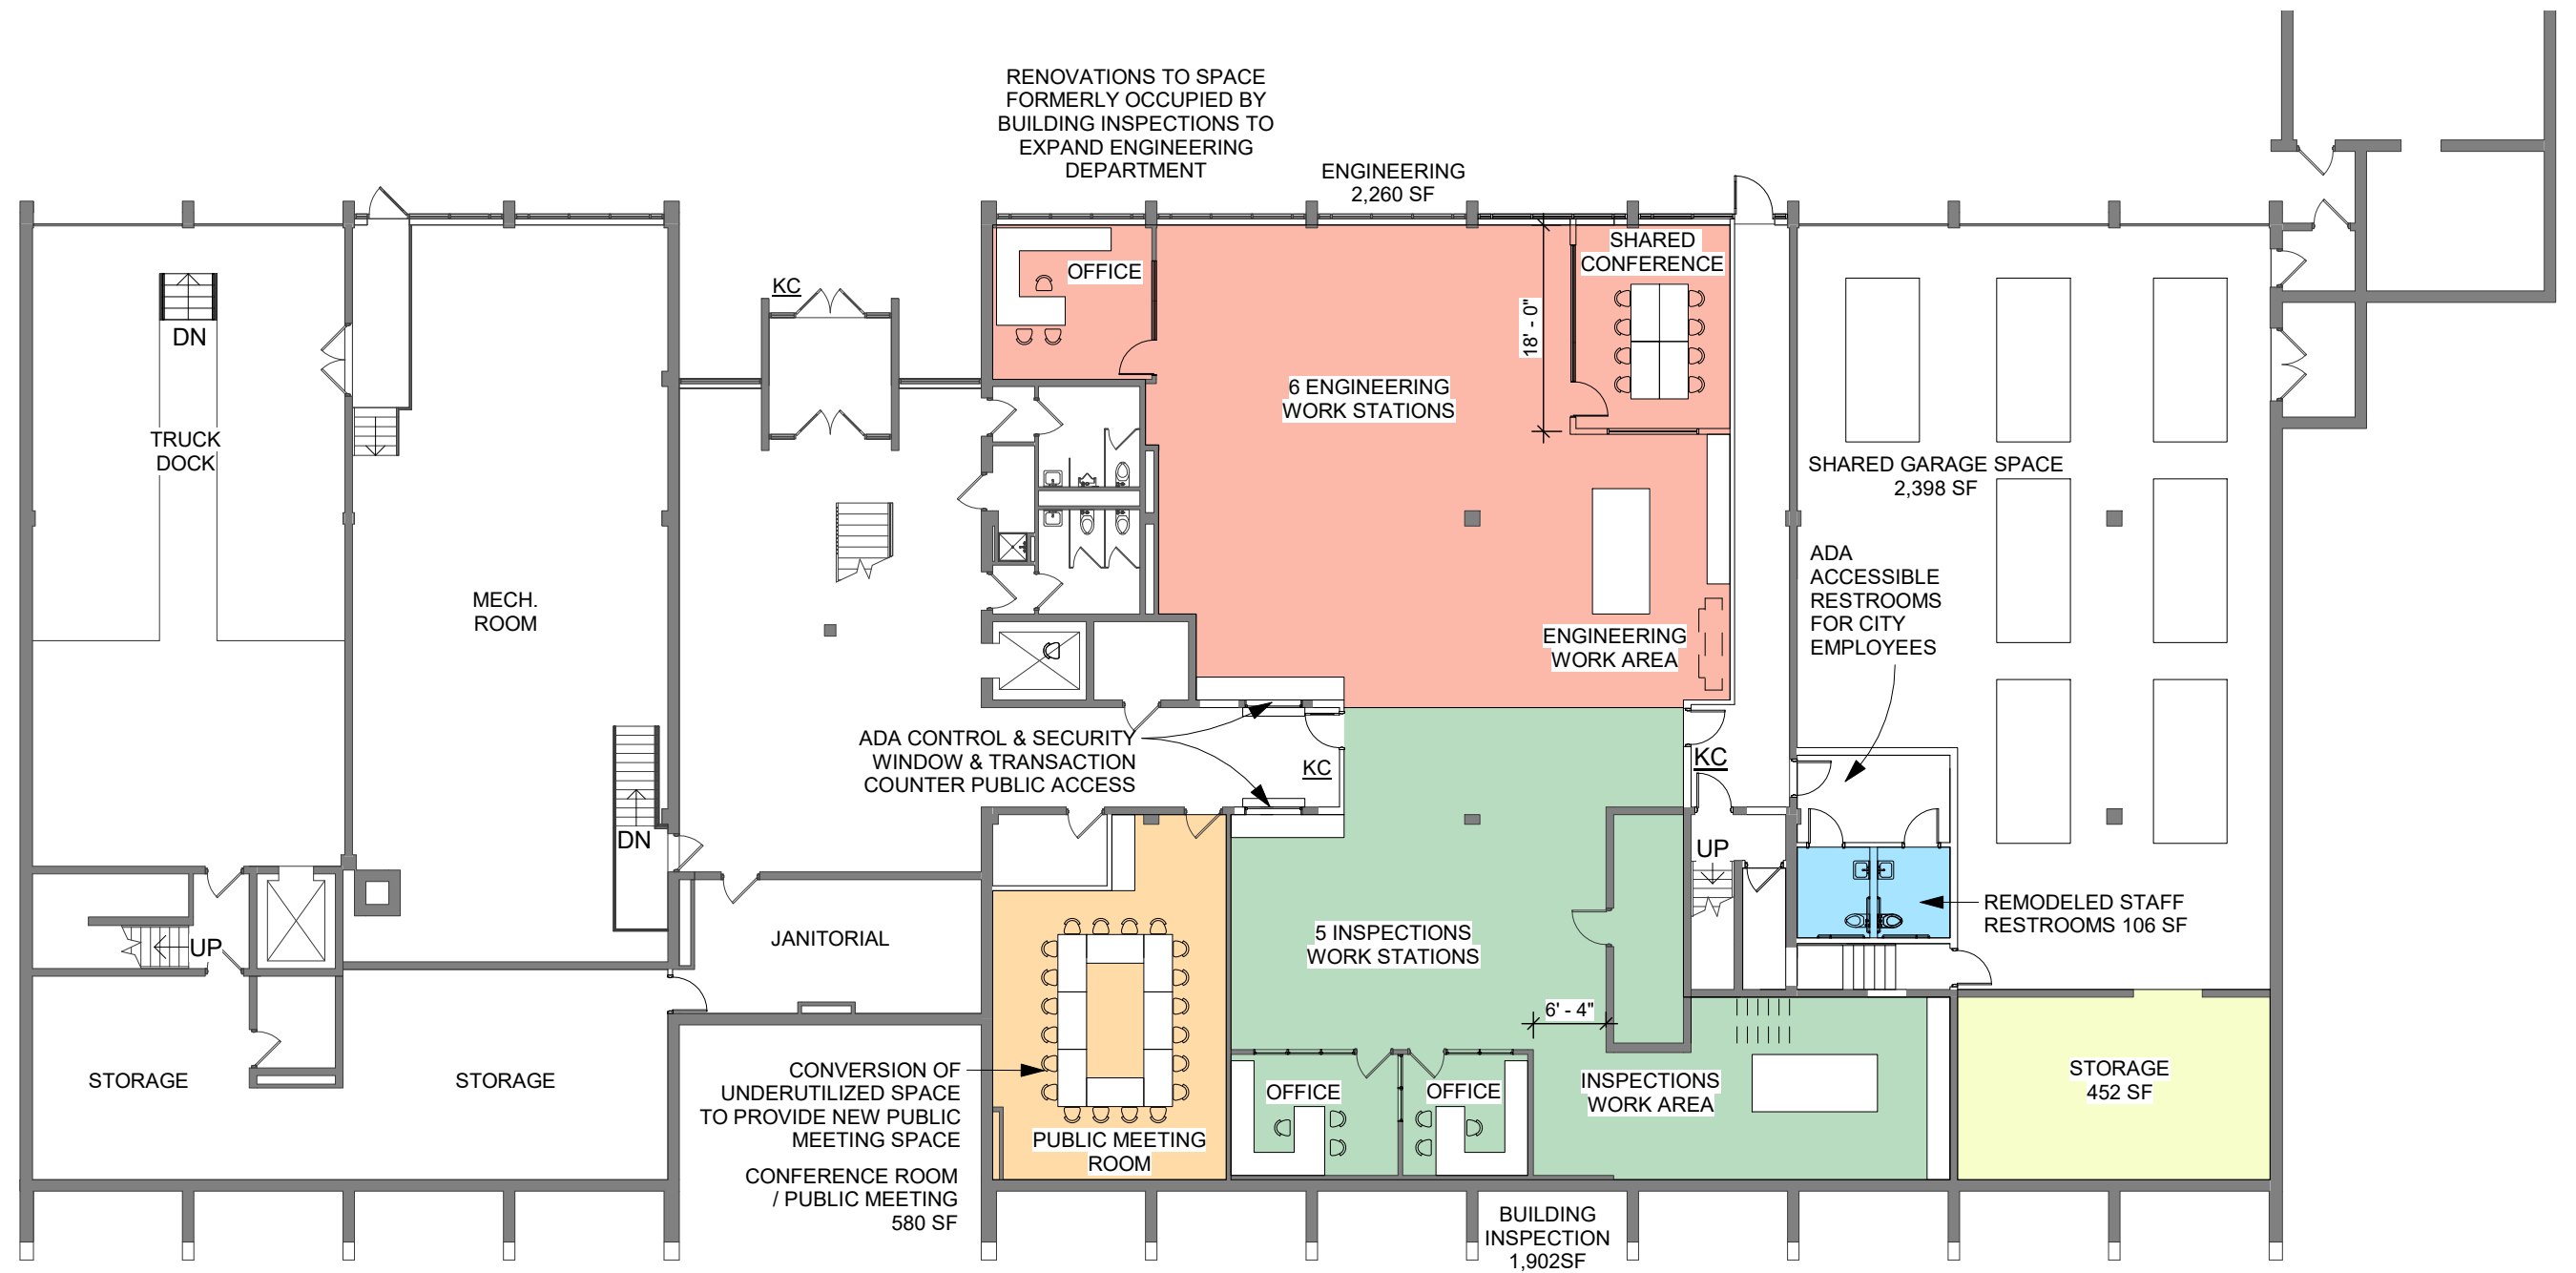 RENOVATIONS TO SPACE
FORMERLY OCCUPIED BY
BUILDING INSPECTIONS TO
EXPAND ENGINEERING
DEPARTMENT
ENGINEERING
2,260 SF
SHARED
CONFERENCE
OFFICE
KC
DN
18' - 0"
6 ENGINEERING
WORK STATIONS
TRUCK
DOCK
SHARED GARAGE SPACE
2,398 SF
ADA
ACCESSIBLE
RESTROOMS
FOR CITY
EMPLOYEES
MECH.
ROOM
ENGINEERING
WORK AREA
ADA CONTROL & SECURITY
WINDOW & TRANSACTION
COUNTER PUBLIC ACCESS
KC
KC
DN
UP
REMODELED STAFF
RESTROOMS 106 SF
UP
JANITORIAL
5 INSPECTIONS
WORK STATIONS
6' - 4"
STORAGE
STORAGE
CONVERSION OF
UNDERUTILIZED SPACE
TO PROVIDE NEW PUBLIC
MEETING SPACE
OFFICE
OFFICE
INSPECTIONS
WORK AREA
STORAGE
452 SF
PUBLIC MEETING
ROOM
CONFERENCE ROOM
/ PUBLIC MEETING
580 SF
BUILDING
INSPECTION
1,902SF